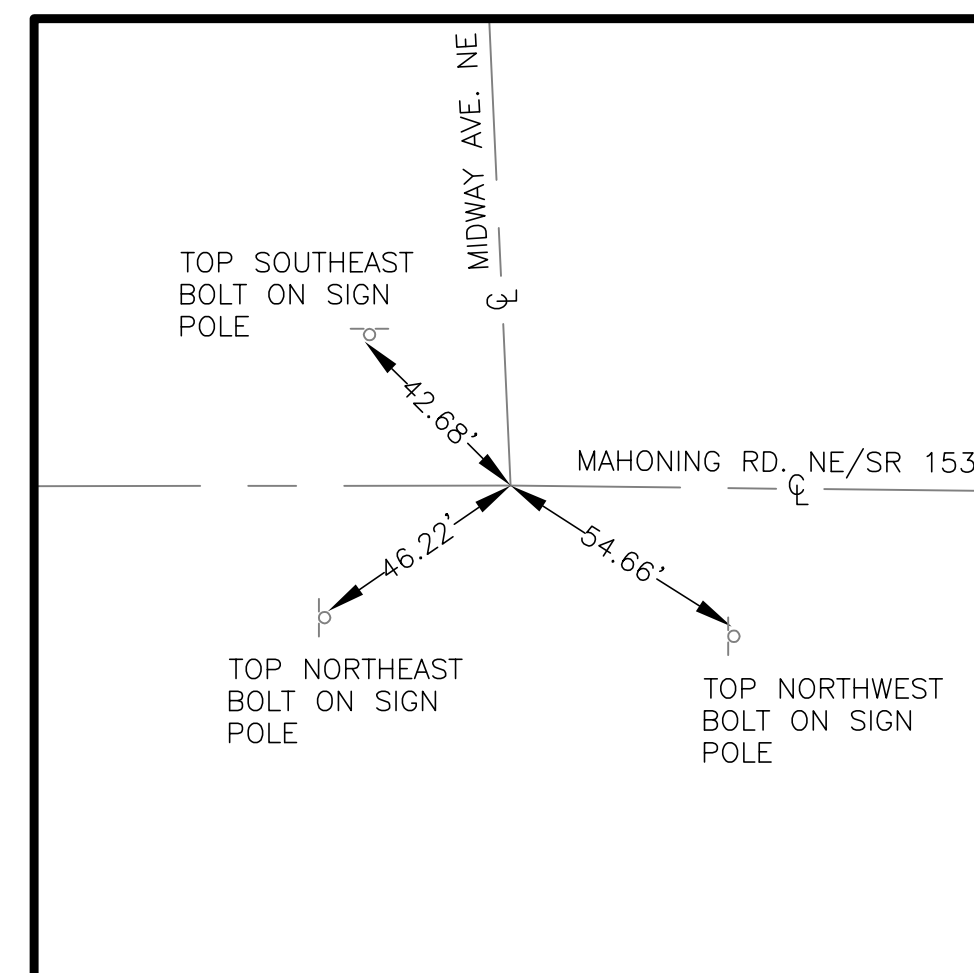 MIDWAY AVE. NE
TOP SOUTHEAST
BOLT ON SIGN
POLE
℄
42.68'
MAHONING RD. NE/SR 153
℄
46.22'
54.66'
TOP NORTHEAST
BOLT ON SIGN
POLE
TOP NORTHWEST
BOLT ON SIGN
POLE